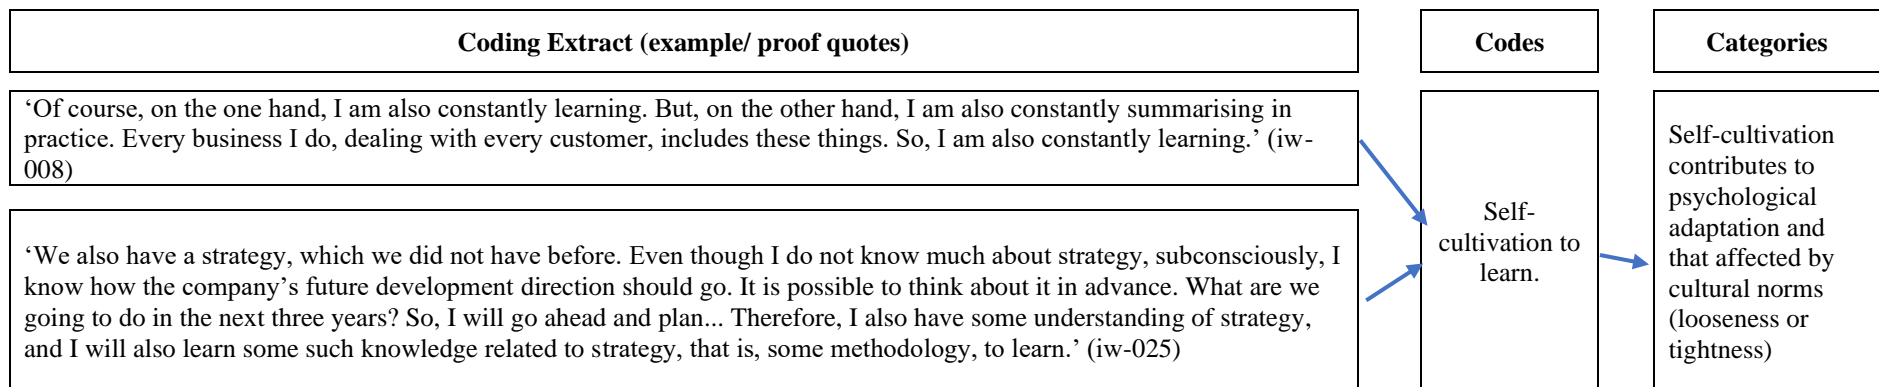 Coding Extract (example/ proof quotes)
Codes
Categories
‘Of course, on the one hand, I am also constantly learning. But, on the other hand, I am also constantly summarising in
practice. Every business I do, dealing with every customer, includes these things. So, I am also constantly learning.’ (iw-
008)
‘We also have a strategy, which we did not have before. Even though I do not know much about strategy, subconsciously, I
know how the company’s future development direction should go. It is possible to think about it in advance. What are we
going to do in the next three years? So, I will go ahead and plan... Therefore, I also have some understanding of strategy,
and I will also learn some such knowledge related to strategy, that is, some methodology, to learn.’ (iw-025)
Self-
cultivation to
learn.
Self-cultivation
contributes to
psychological
adaptation and
that affected by
cultural norms
(looseness or
tightness)